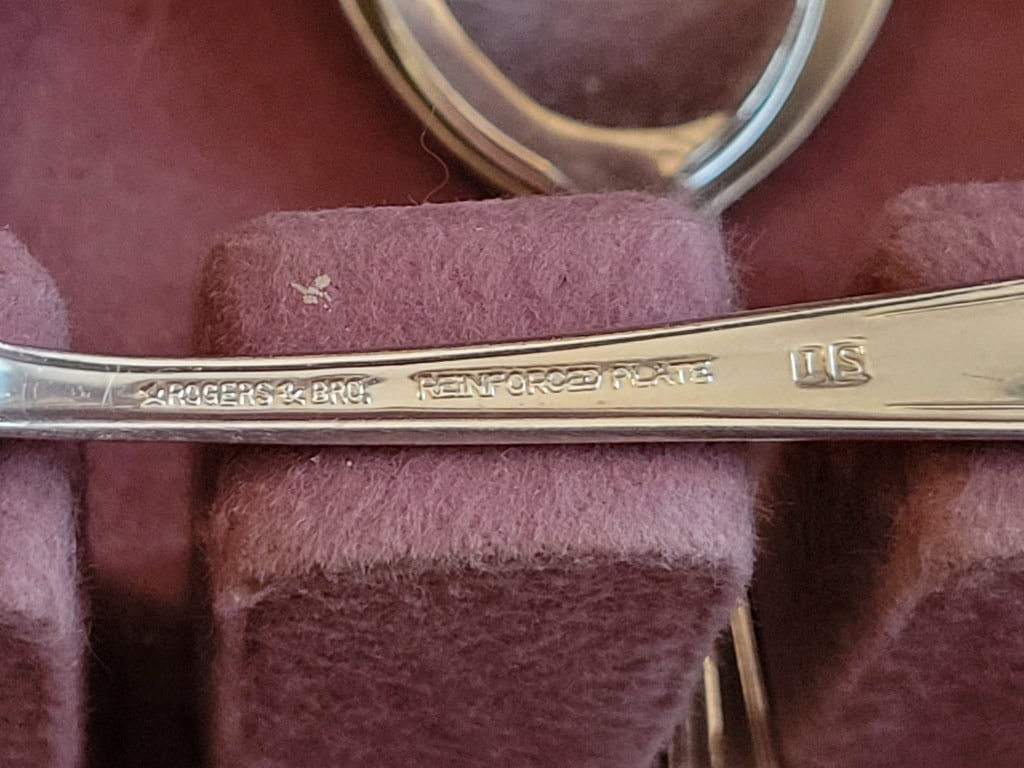 ★ ROGERS & BRO. REINFORCED PLATE IS